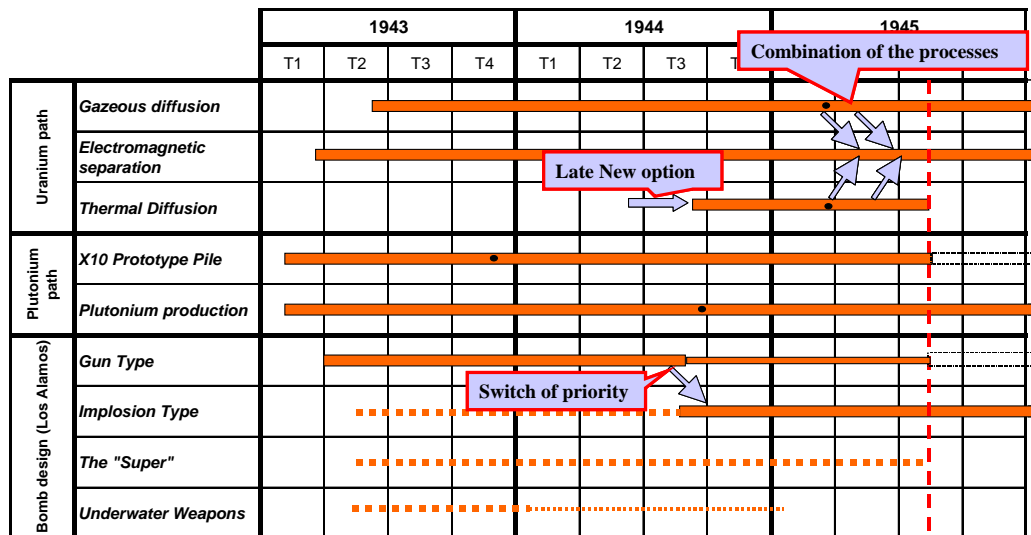 1943 1944 1945
T1 T2 T3 T4 T1 T2 T3
Combination of the processes
Uranium path
Gazeous diffusion
Electromagnetic
separation
Late New option
Thermal Diffusion
Plutonium
path
X10 Prototype Pile
Plutonium production
Bomb design (Los Alamos)
Gun Type
Switch of priority
Implosion Type
The "Super"
Underwater Weapons